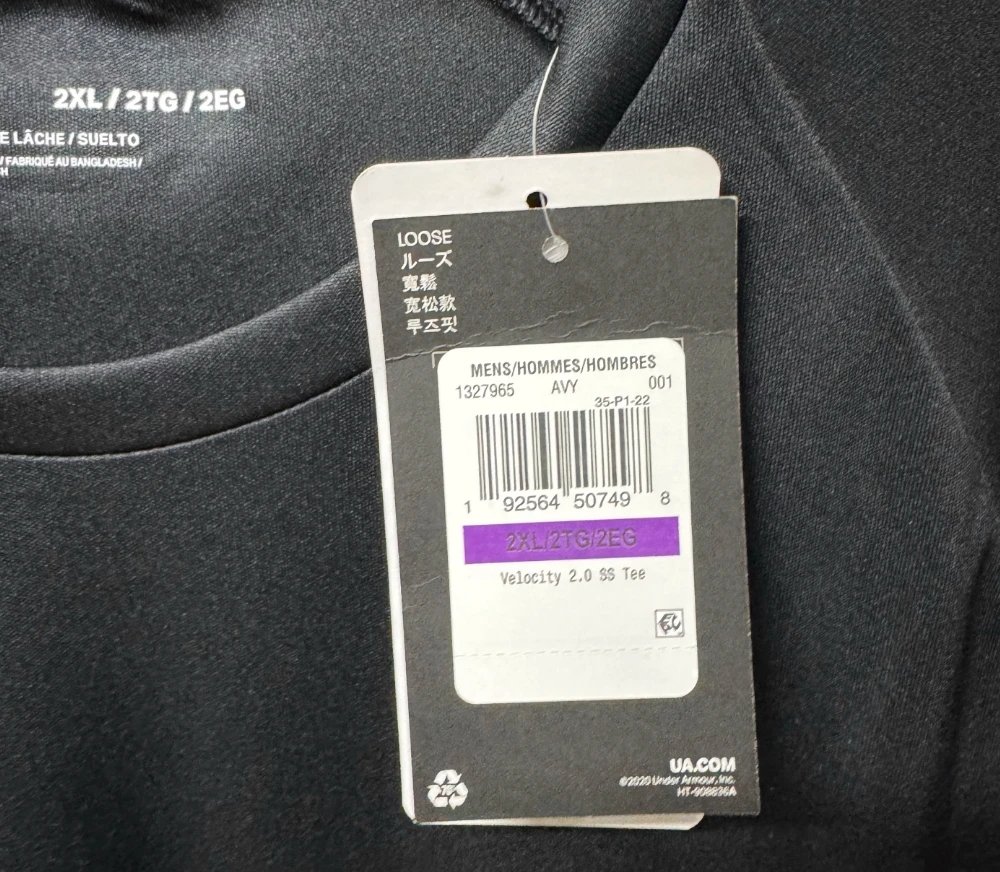 2XL / 2TG / 2EG
E LÂCHE / SUELTO
/ FABRIQUÉ AU BANGLADESH /
H
LOOSE
ルーズ
寬鬆
宽松款
루즈핏
MENS/HOMMES/HOMBRES
1327965 AVY 001
35-P1-22
1 92564 50749 8
2XL/2TG/2EG
Velocity 2.0 SS Tee
UA.COM
©2020 Under Armour, Inc.
HT-908836A